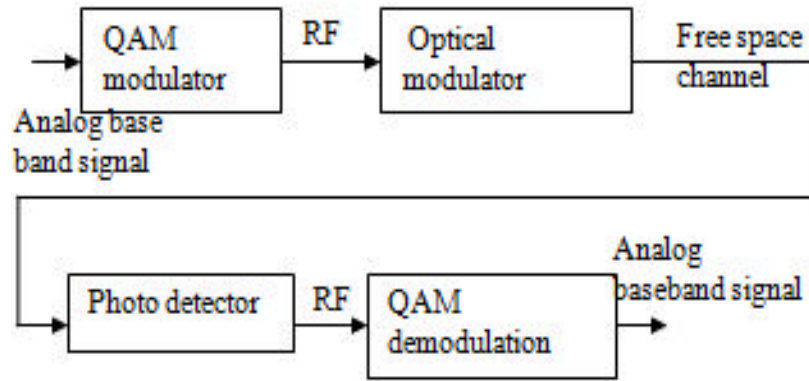 QAM
modulator
RF
Optical
modulator
Free space
channel
Analog base
band signal
Photo detector
RF
QAM
demodulation
Analog
baseband signal